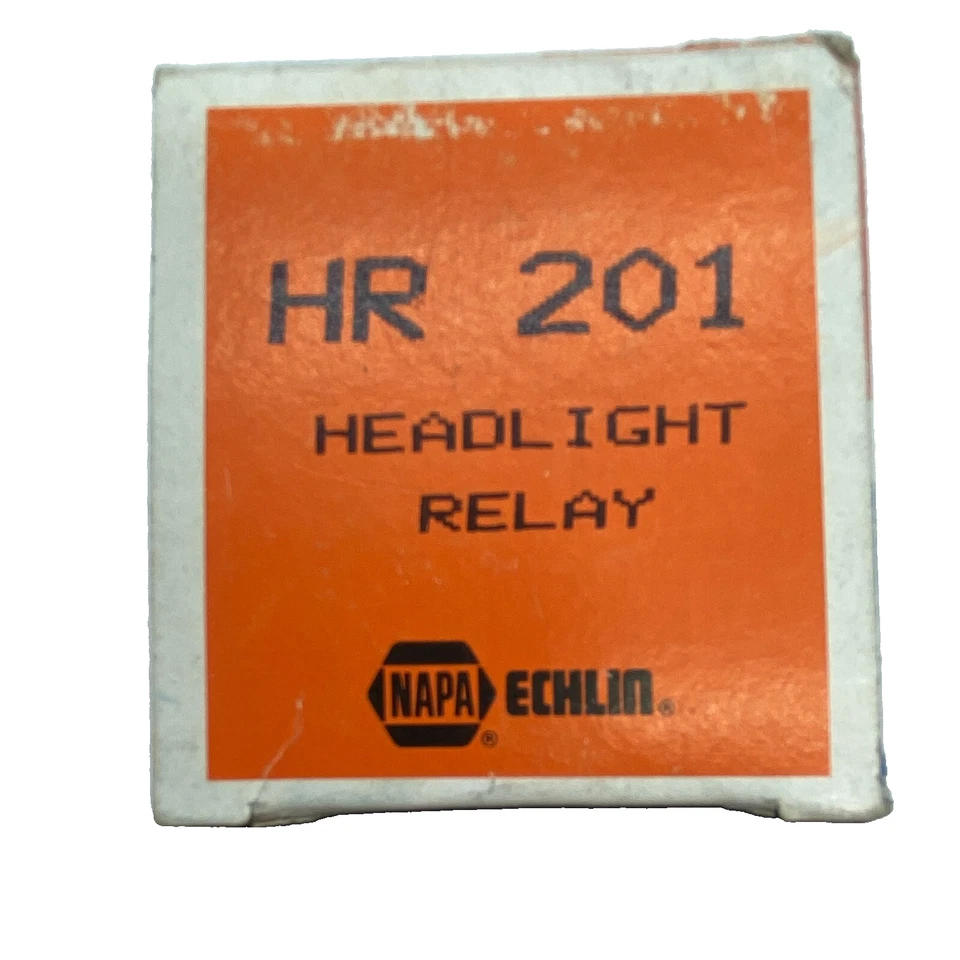 HR 201
HEADLIGHT
RELAY
NAPA® ECHLIN®